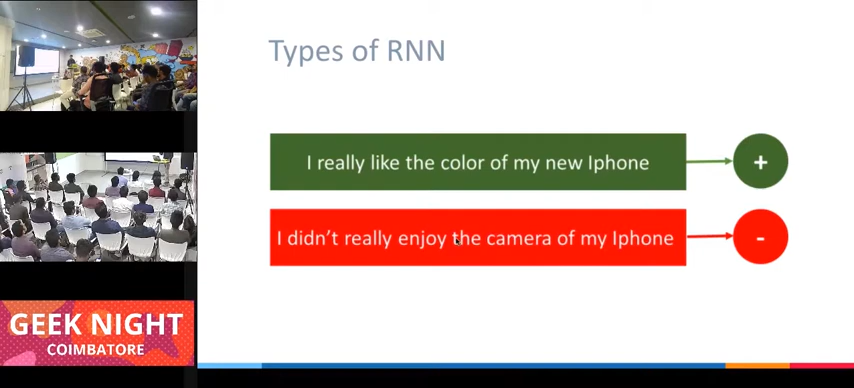 Types of RNN
I really like the color of my new Iphone
+
I didn't really enjoy the camera of my Iphone
-
GEEK NIGHT
COIMBATORE